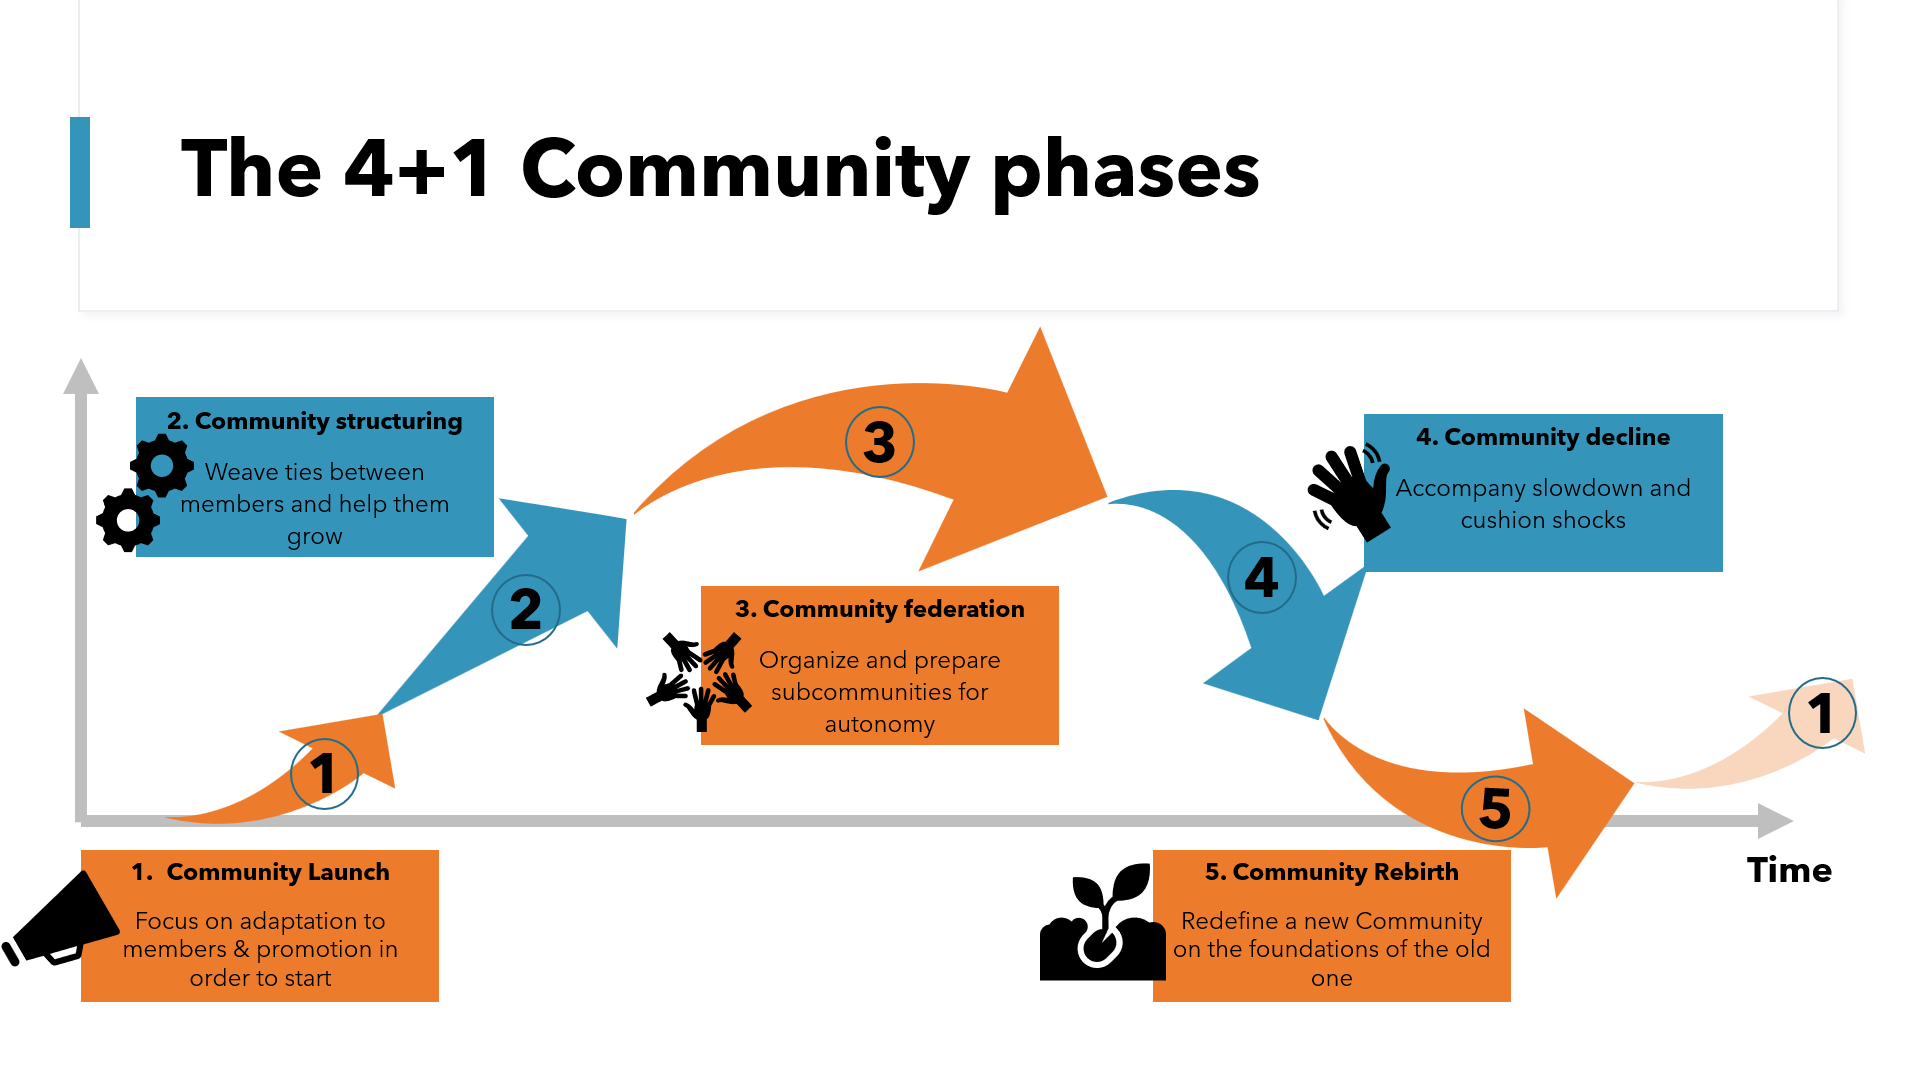 The 4+1 Community phases
2. Community structuring
Weave ties between
members and help them
grow
3
4. Community decline
Accompany slowdown and
cushion shocks
2
4
3. Community federation
Organize and prepare
subcommunities for
autonomy
1
1
5
Time
1. Community Launch
Focus on adaptation to
members & promotion in
order to start
5. Community Rebirth
Redefine a new Community
on the foundations of the old
one